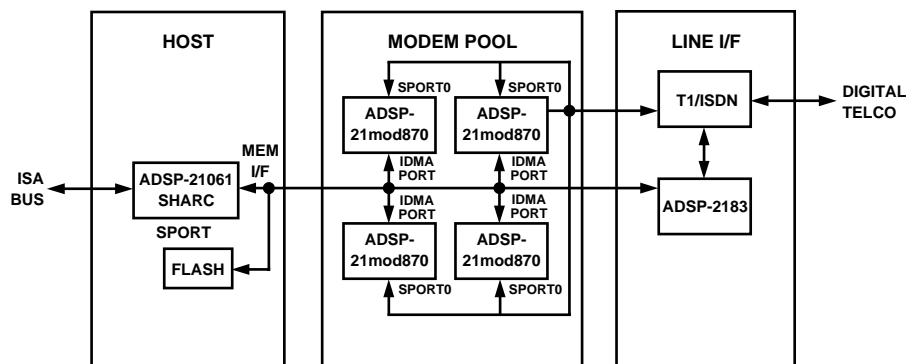 HOST
MODEM POOL
LINE I/F
SPORT0
SPORT0
ADSP-
21mod870
ADSP-
21mod870
T1/ISDN
DIGITAL
TELCO
MEM
I/F
IDMA
PORT
IDMA
PORT
ISA
BUS
ADSP-21061
SHARC
SPORT
ADSP-2183
IDMA
PORT
IDMA
PORT
FLASH
ADSP-
21mod870
ADSP-
21mod870
SPORT0
SPORT0